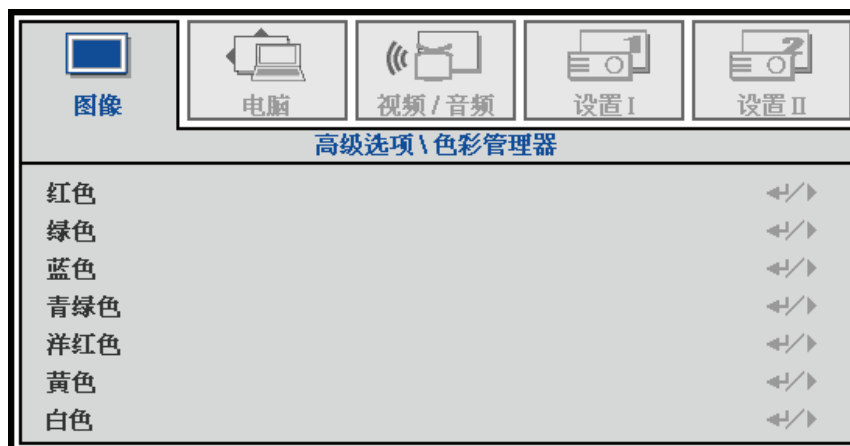 图像
电脑
视频 / 音频
设置 I
设置 II
高级选项 \ 色彩管理器
红色
绿色
蓝色
青绿色
洋红色
黄色
白色